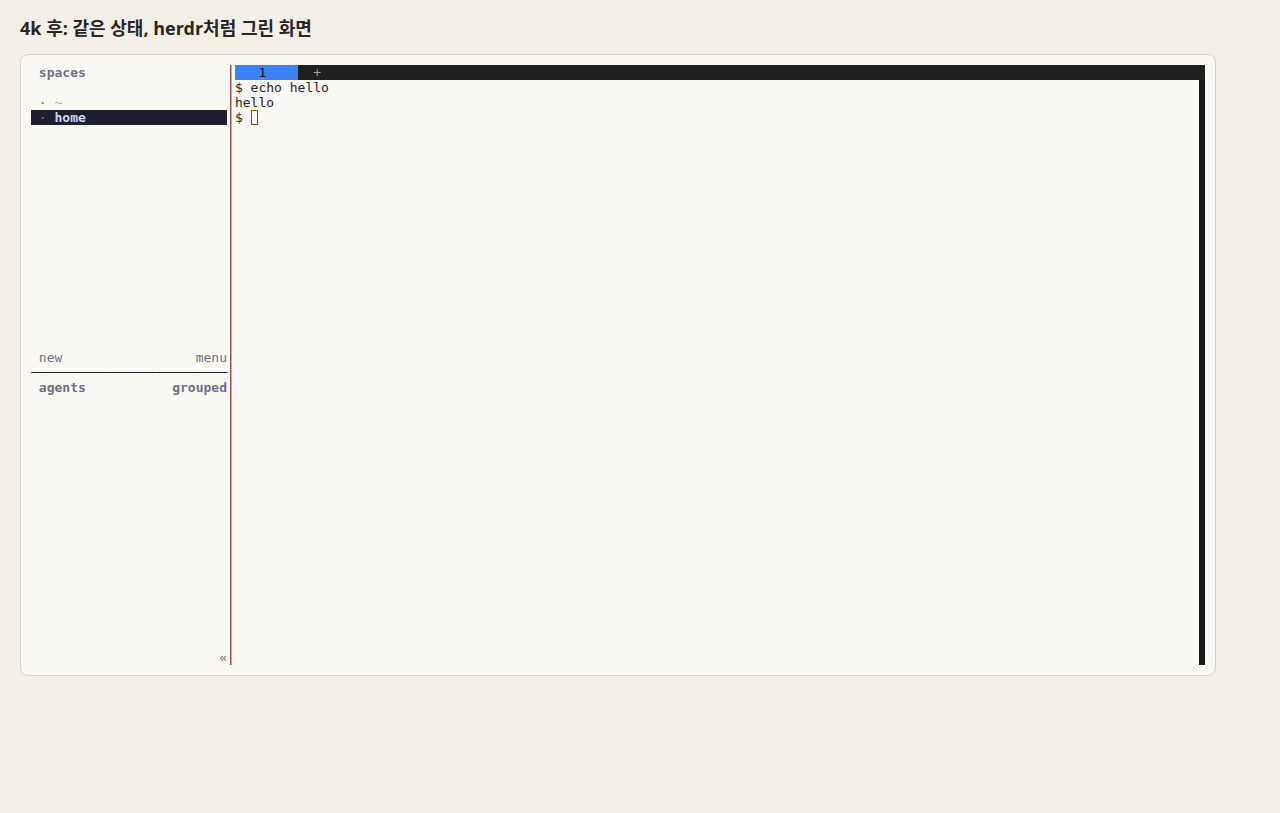 4k 후: 같은 상태, herdr처럼 그린 화면
spaces
· ~
· home
new menu
agents grouped
«
1 +
$ echo hello
hello
$